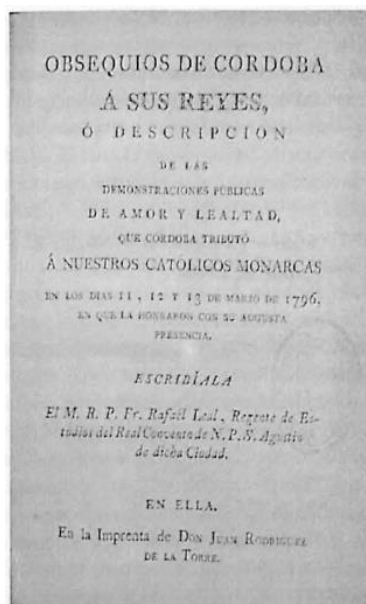 OBSEQUIOS DE CORDOBA
Á SUS REYES,
Ó DESCRIPCION
DE LAS
DEMONSTRACIONES PÚBLICAS
DE AMOR Y LEALTAD,
QUE CÓRDOBA TRIBUTÓ
Á NUESTROS CATÓLICOS MONARCAS
EN LOS DIAS 11, 12 Y 13 DE MARZO DE 1796,
EN QUE LA HONRARON CON SU AUGUSTA
PRESENCIA.
ESCRIBÍALA
El M. R. P. Fr. Rafaél Leal, Regente de Es-
tudios del Real Convento de N. P. S. Agustin
de dicha Ciudad.
EN ELLA.
En la Imprenta de DON JUAN RODRIGUEZ
DE LA TORRE.